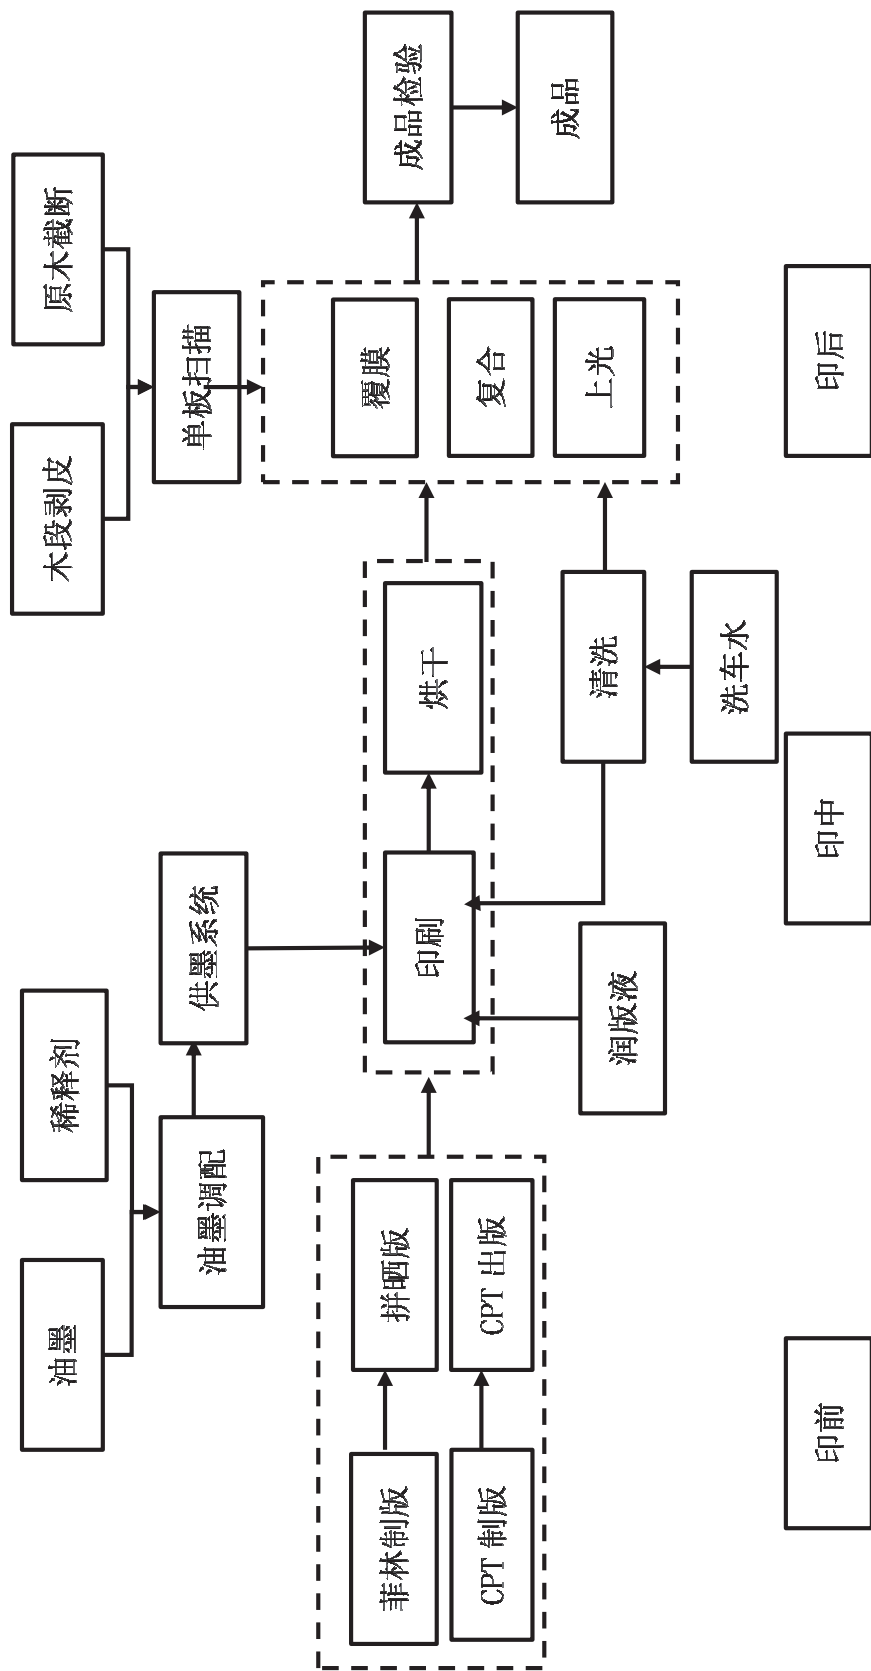 油墨
稀释剂
木段剥皮
原木截断
油墨调配
供墨系统
单板扫描
菲林制版
拼晒版
CPT 制版
CPT 出版
印刷
烘干
覆膜
复合
上光
成品检验
成品
润版液
清洗
洗车水
印前
印中
印后